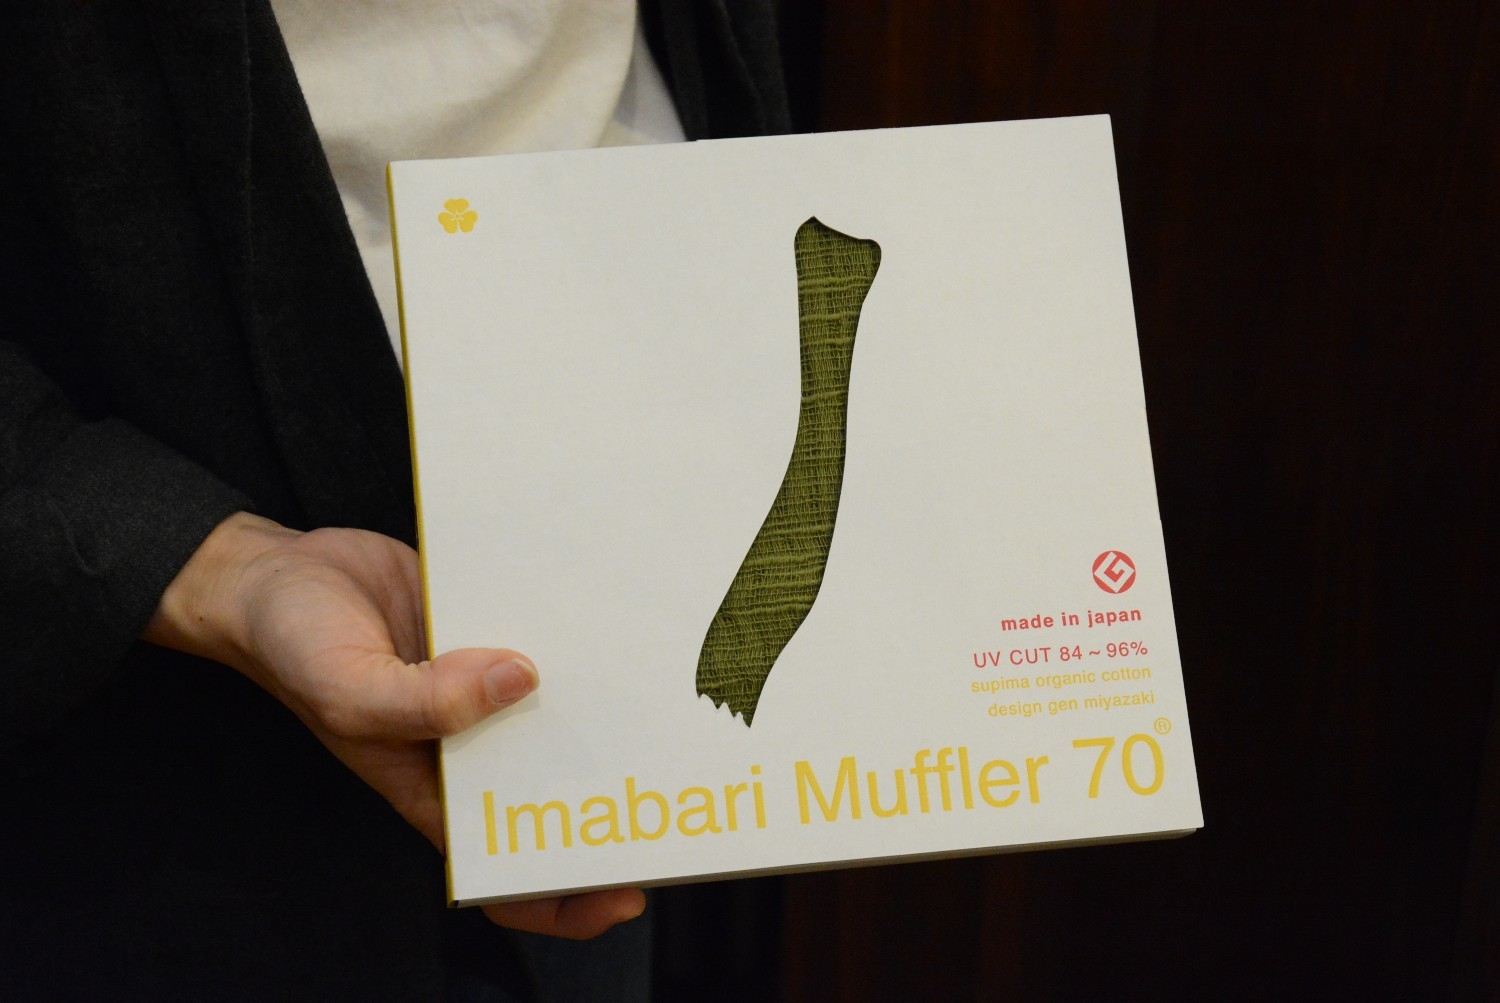 made in japan
UV CUT 84 ~ 96%
supima organic cotton
design gen miyazaki
Imabari Muffler 70®